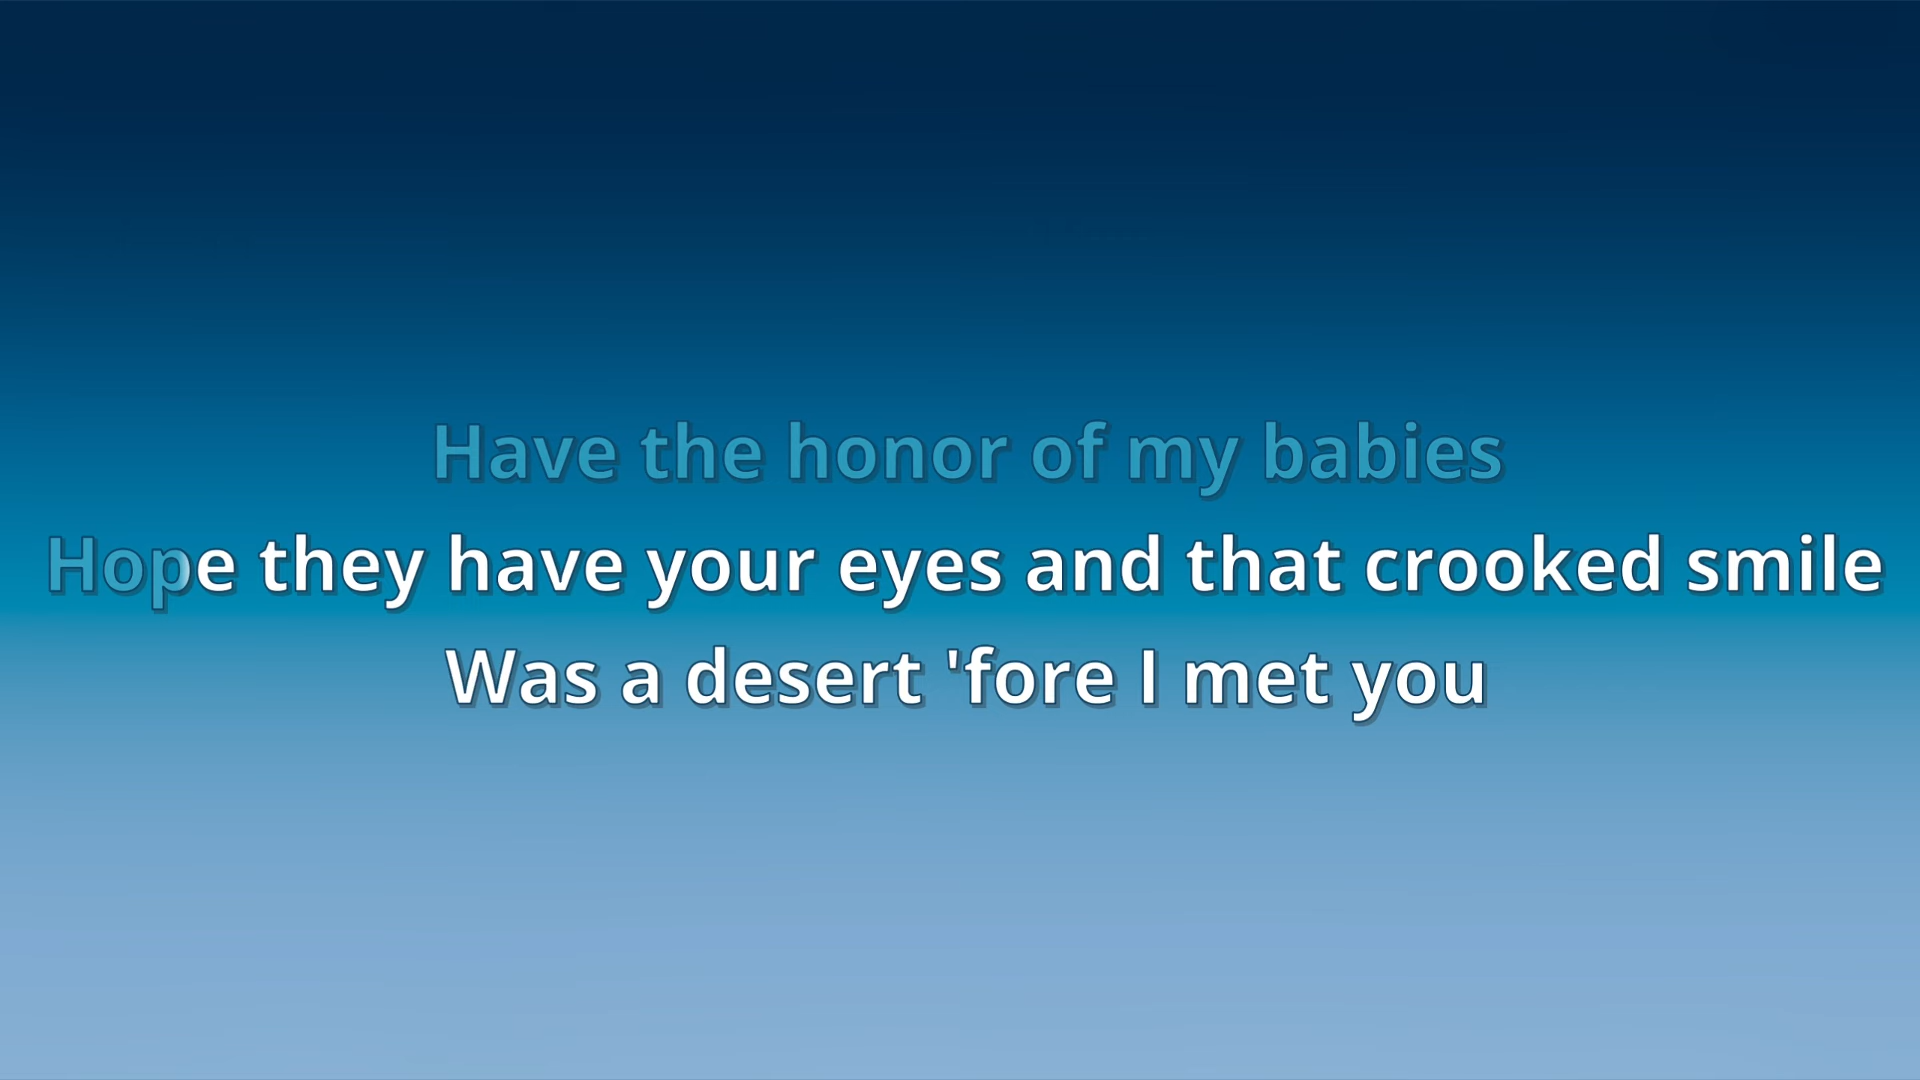 Have the honor of my babies
Hope they have your eyes and that crooked smile
Was a desert 'fore I met you